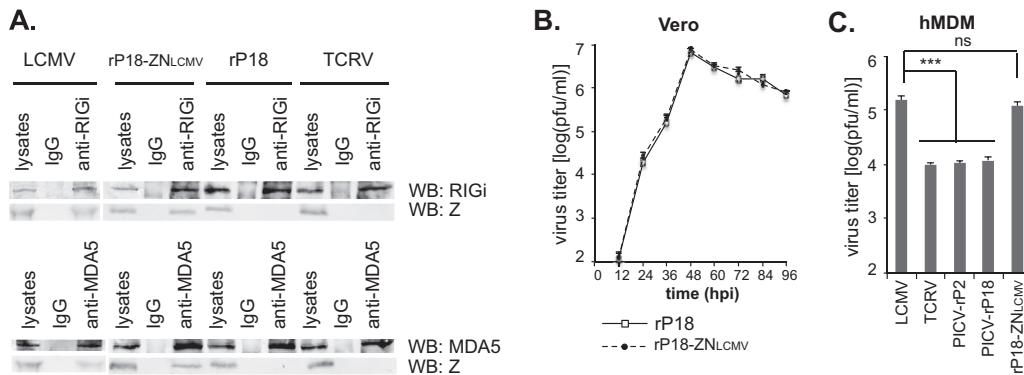 A.
LCMV rP18-ZNLCMV rP18 TCRV
lysates IgG anti-RIGi lysates IgG anti-RIGi lysates IgG anti-RIGi lysates IgG anti-RIGi
WB: RIGi
WB: Z
lysates IgG anti-MDA5 lysates IgG anti-MDA5 lysates IgG anti-MDA5 lysates IgG anti-MDA5
WB: MDA5
WB: Z
B.
Vero
virus titer [log(pfu/ml)]
7
6
5
4
3
2
0 12 24 36 48 60 72 84 96
time (hpi)
rP18
rP18-ZNLCMV
C.
hMDM
ns
***
virus titer [log(pfu/ml)]
6
5
4
3
2
LCMV
TCRV
PICV-rP2
PICV-rP18
rP18-ZNLCMV